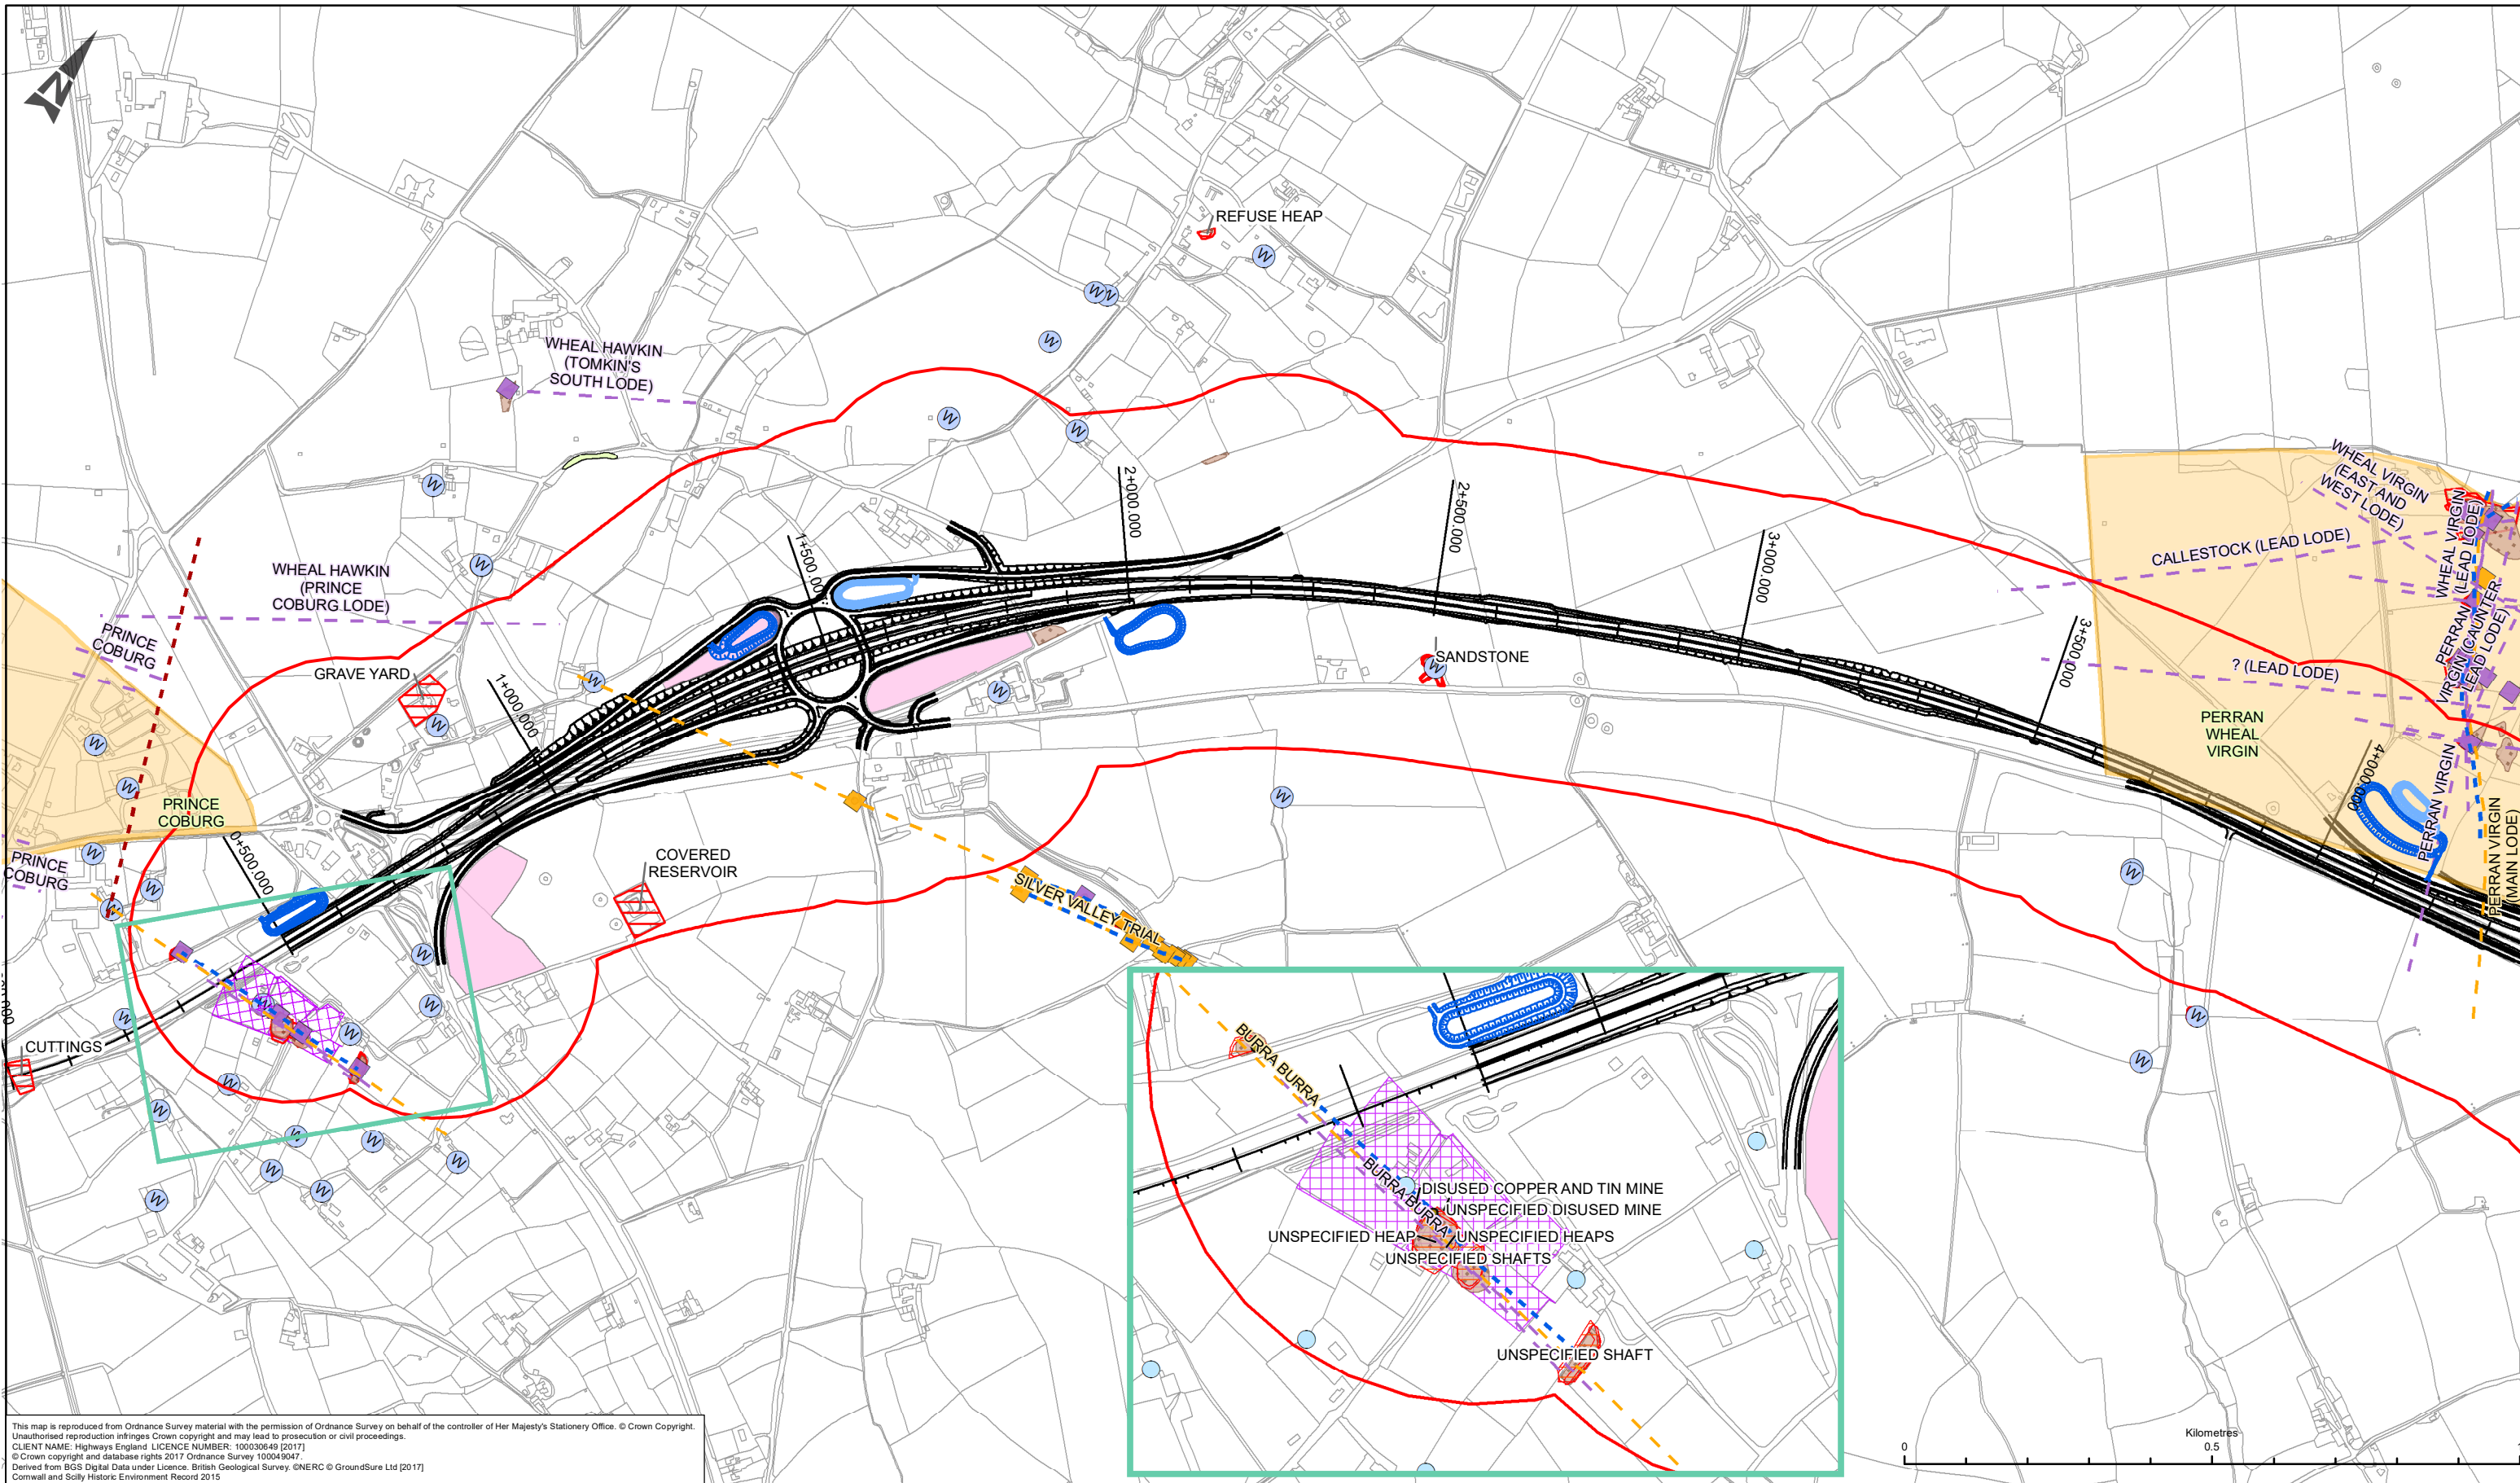 N
REFUSE HEAP
W
W
W
W
WHEAL HAWKIN
(TOMKIN'S
SOUTH LODE)
W
W
W
2+000.000
2+500.000
3+000.000
3+500.000
4+000.000
1+500.00
1+000.000
0+500.000
WHEAL VIRGIN
(EAST AND
WEST LODE)
WHEAL VIRGIN
(LEAD LODE)
CALLESTOCK (LEAD LODE)
PERRAN
VIRGIN (CAUNTER
LEAD LODE)
? (LEAD LODE)
PERRAN
WHEAL
VIRGIN
PERRAN VIRGIN
PERRAN VIRGIN
(MAIN LODE)
WHEAL HAWKIN
(PRINCE
COBURG LODE)
W
PRINCE
COBURG
GRAVE YARD
W
W
W
W
SANDSTONE
W
W
W
PRINCE
COBURG
PRINCE
COBURG
W
W
W
W
COVERED
RESERVOIR
SILVER VALLEY TRIAL
W
W
W
W
W
W
W
CUTTINGS
W
W
W
W
W
W
W
W
W
BURRA BURRA
BURRA BURRA
DISUSED COPPER AND TIN MINE
UNSPECIFIED DISUSED MINE
UNSPECIFIED HEAP
UNSPECIFIED HEAPS
UNSPECIFIED SHAFTS
UNSPECIFIED SHAFT
Kilometres
0
0.5
This map is reproduced from Ordnance Survey material with the permission of Ordnance Survey on behalf of the controller of Her Majesty's Stationery Office. © Crown Copyright.
Unauthorised reproduction infringes Crown copyright and may lead to prosecution or civil proceedings.
CLIENT NAME: Highways England LICENCE NUMBER: 100030649 [2017]
© Crown copyright and database rights 2017 Ordnance Survey 100049047.
Derived from BGS Digital Data under Licence. British Geological Survey. ©NERC © GroundSure Ltd [2017]
Cornwall and Scilly Historic Environment Record 2015